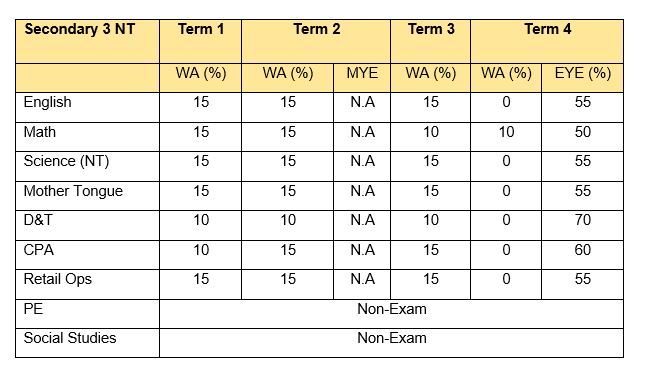 Secondary 3 NT Term 1 Term 2 Term 3 Term 4
WA (%) WA (%) MYE WA (%) WA (%) EYE (%)
English 15 15 N.A 15 0 55
Math 15 15 N.A 10 10 50
Science (NT) 15 15 N.A 15 0 55
Mother Tongue 15 15 N.A 15 0 55
D&T 10 10 N.A 10 0 70
CPA 10 15 N.A 15 0 60
Retail Ops 15 15 N.A 15 0 55
PE Non-Exam
Social Studies Non-Exam